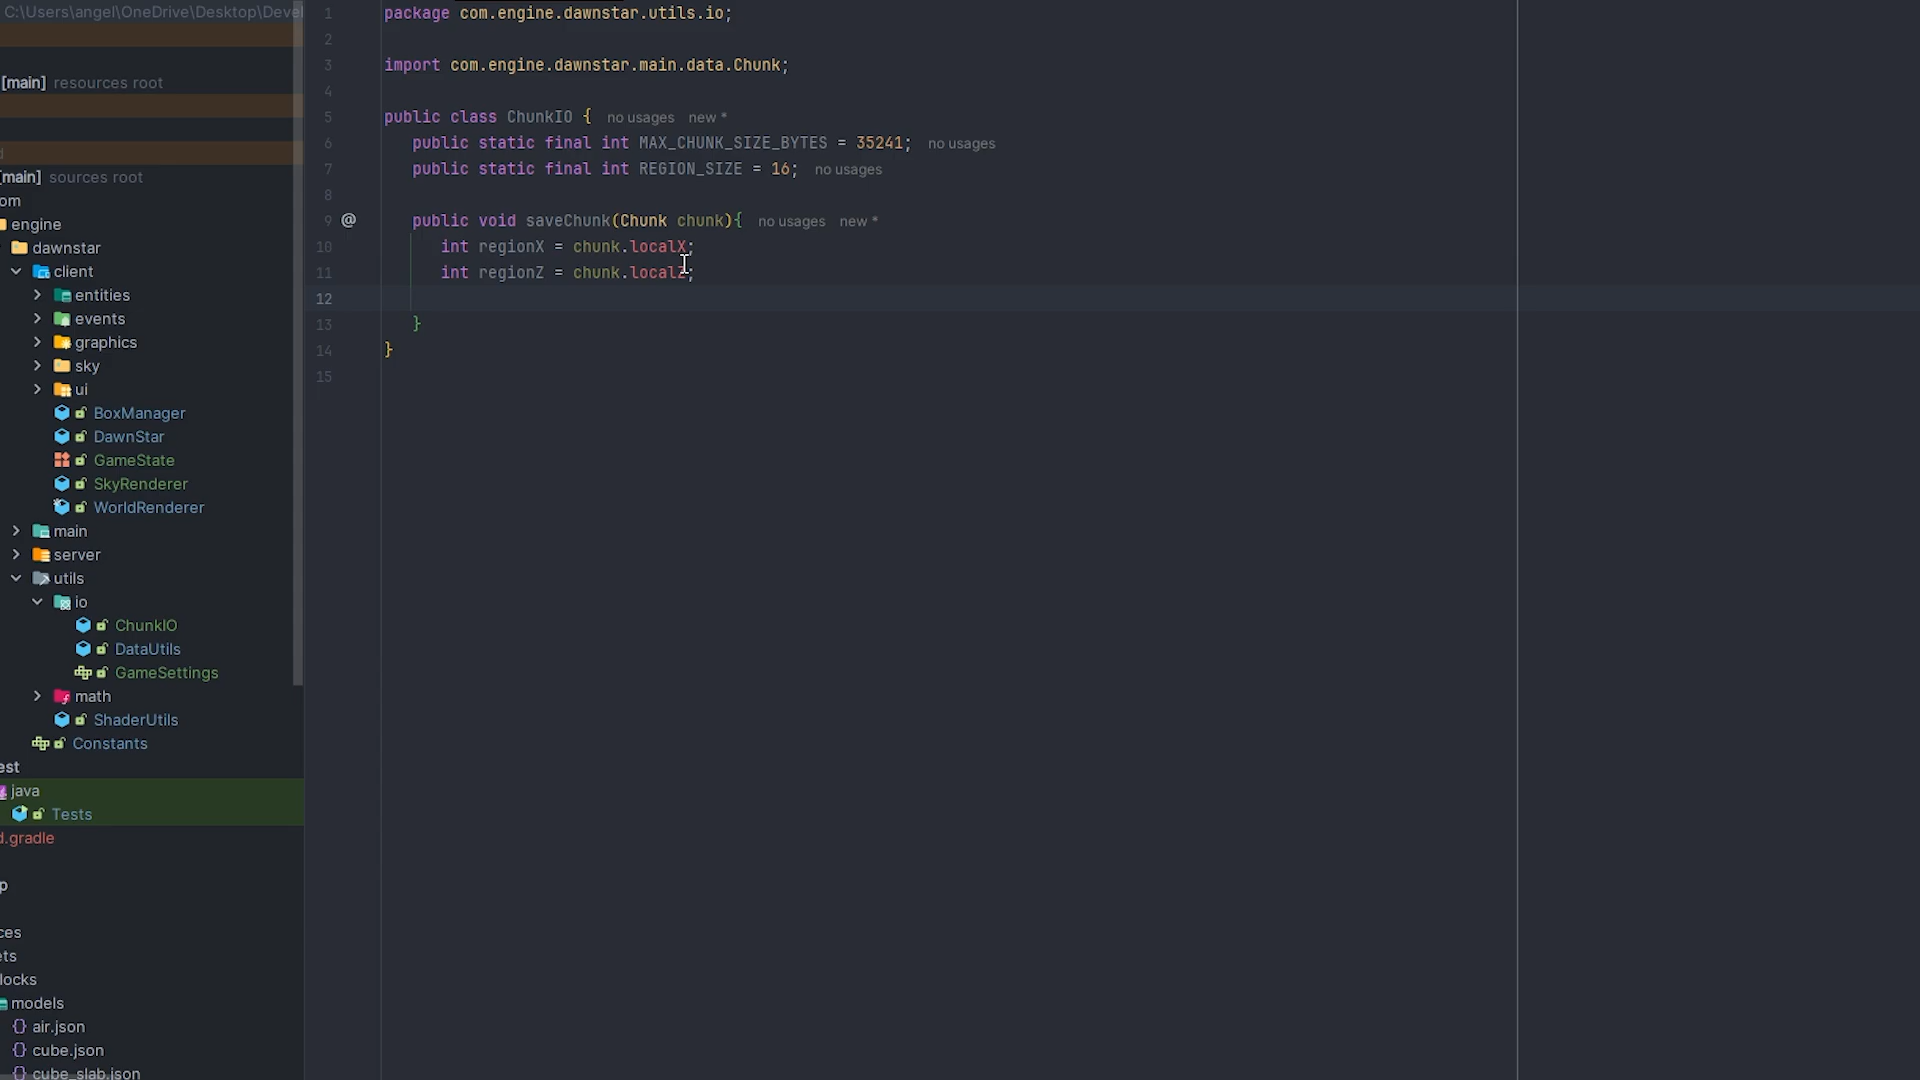 C:\Users\angel\OneDrive\Desktop\Devel
[main] resources root
d
[main] sources root
om
engine
dawnstar
client
entities
events
graphics
sky
ui
BoxManager
DawnStar
GameState
SkyRenderer
WorldRenderer
main
server
utils
io
ChunkIO
DataUtils
GameSettings
math
ShaderUtils
Constants
est
java
Tests
d.gradle
p
ces
ets
locks
models
{} air.json
{} cube.json
{} cube_slab.json
1 package com.engine.dawnstar.utils.io;
2
3 import com.engine.dawnstar.main.data.Chunk;
4
5 public class ChunkIO { no usages new *
6 public static final int MAX_CHUNK_SIZE_BYTES = 35241; no usages
7 public static final int REGION_SIZE = 16; no usages
8
9 @ public void saveChunk(Chunk chunk){ no usages new *
10 int regionX = chunk.localX;
11 int regionZ = chunk.localZ;
12
13 }
14 }
15